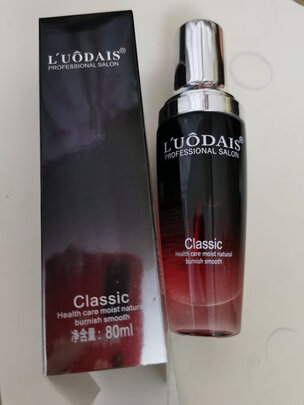 L'UÔDAIS®
PROFESSIONAL SALON
Classic
Health care moist natural
burnish smooth
净含量：80ml
L'UÔDAIS®
PROFESSIONAL SALON
Classic
Health care moist natural
burnish smooth